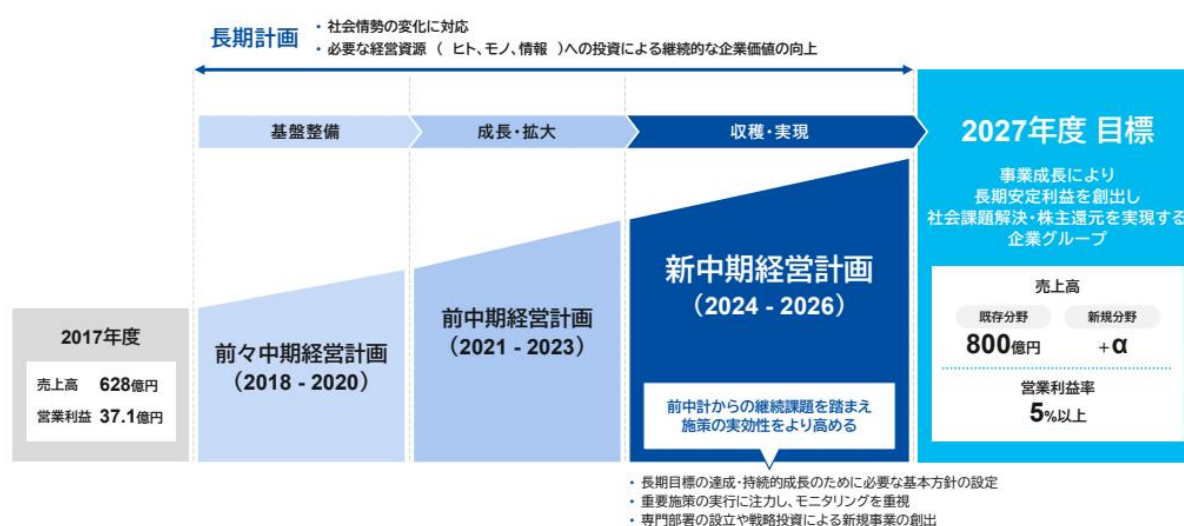 長期計画
・社会情勢の変化に対応
・必要な経営資源（ ヒト、モノ、情報 ）への投資による継続的な企業価値の向上
基盤整備
成長・拡大
収穫・実現
2017年度
売上高 628億円
営業利益 37.1億円
前々中期経営計画
（2018 - 2020）
前中期経営計画
（2021 - 2023）
新中期経営計画
（2024 - 2026）
前中計からの継続課題を踏まえ
施策の実効性をより高める
・長期目標の達成・持続的成長のために必要な基本方針の設定
・重要施策の実行に注力し、モニタリングを重視
・専門部署の設立や戦略投資による新規事業の創出
2027年度 目標
事業成長により
長期安定利益を創出し
社会課題解決・株主還元を実現する
企業グループ
売上高
既存分野 新規分野
800億円 +α
営業利益率
5%以上